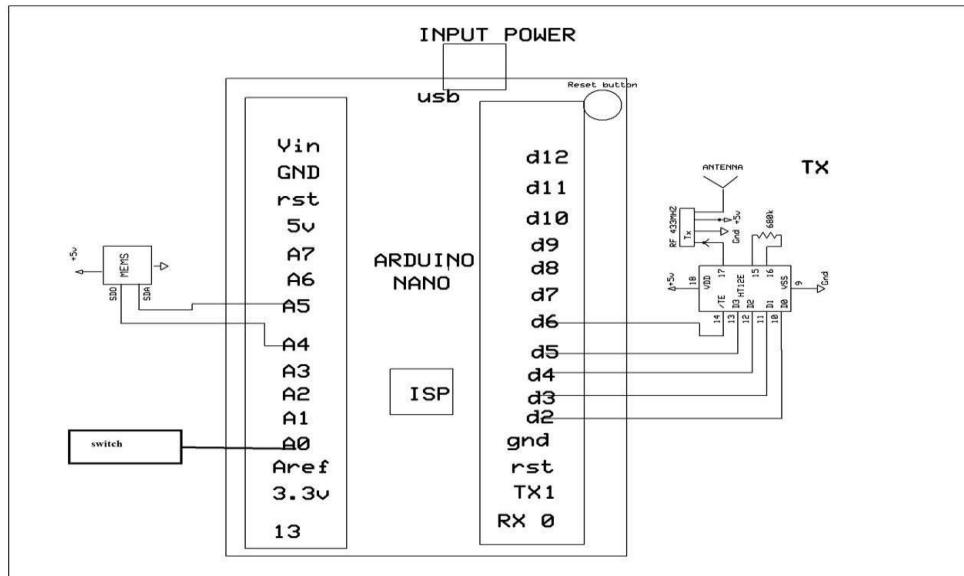 INPUT POWER
usb
Reset button
Vin
GND
rst
5v
A7
A6
A5
A4
A3
A2
A1
A0
Aref
3.3v
13
ARDUINO
NANO
ISP
d12
d11
d10
d9
d8
d7
d6
d5
d4
d3
d2
gnd
rst
TX1
RX 0
+5v
MEMS
SDD
SDA
switch
TX
ANTENNA
RF 433MHZ
Tx
+5v
Gnd
680k
17
15
16
+5v
18
VDD
HT12E
VSS
9
Gnd
/TE
D3
D2
D1
D0
14
13
12
11
10